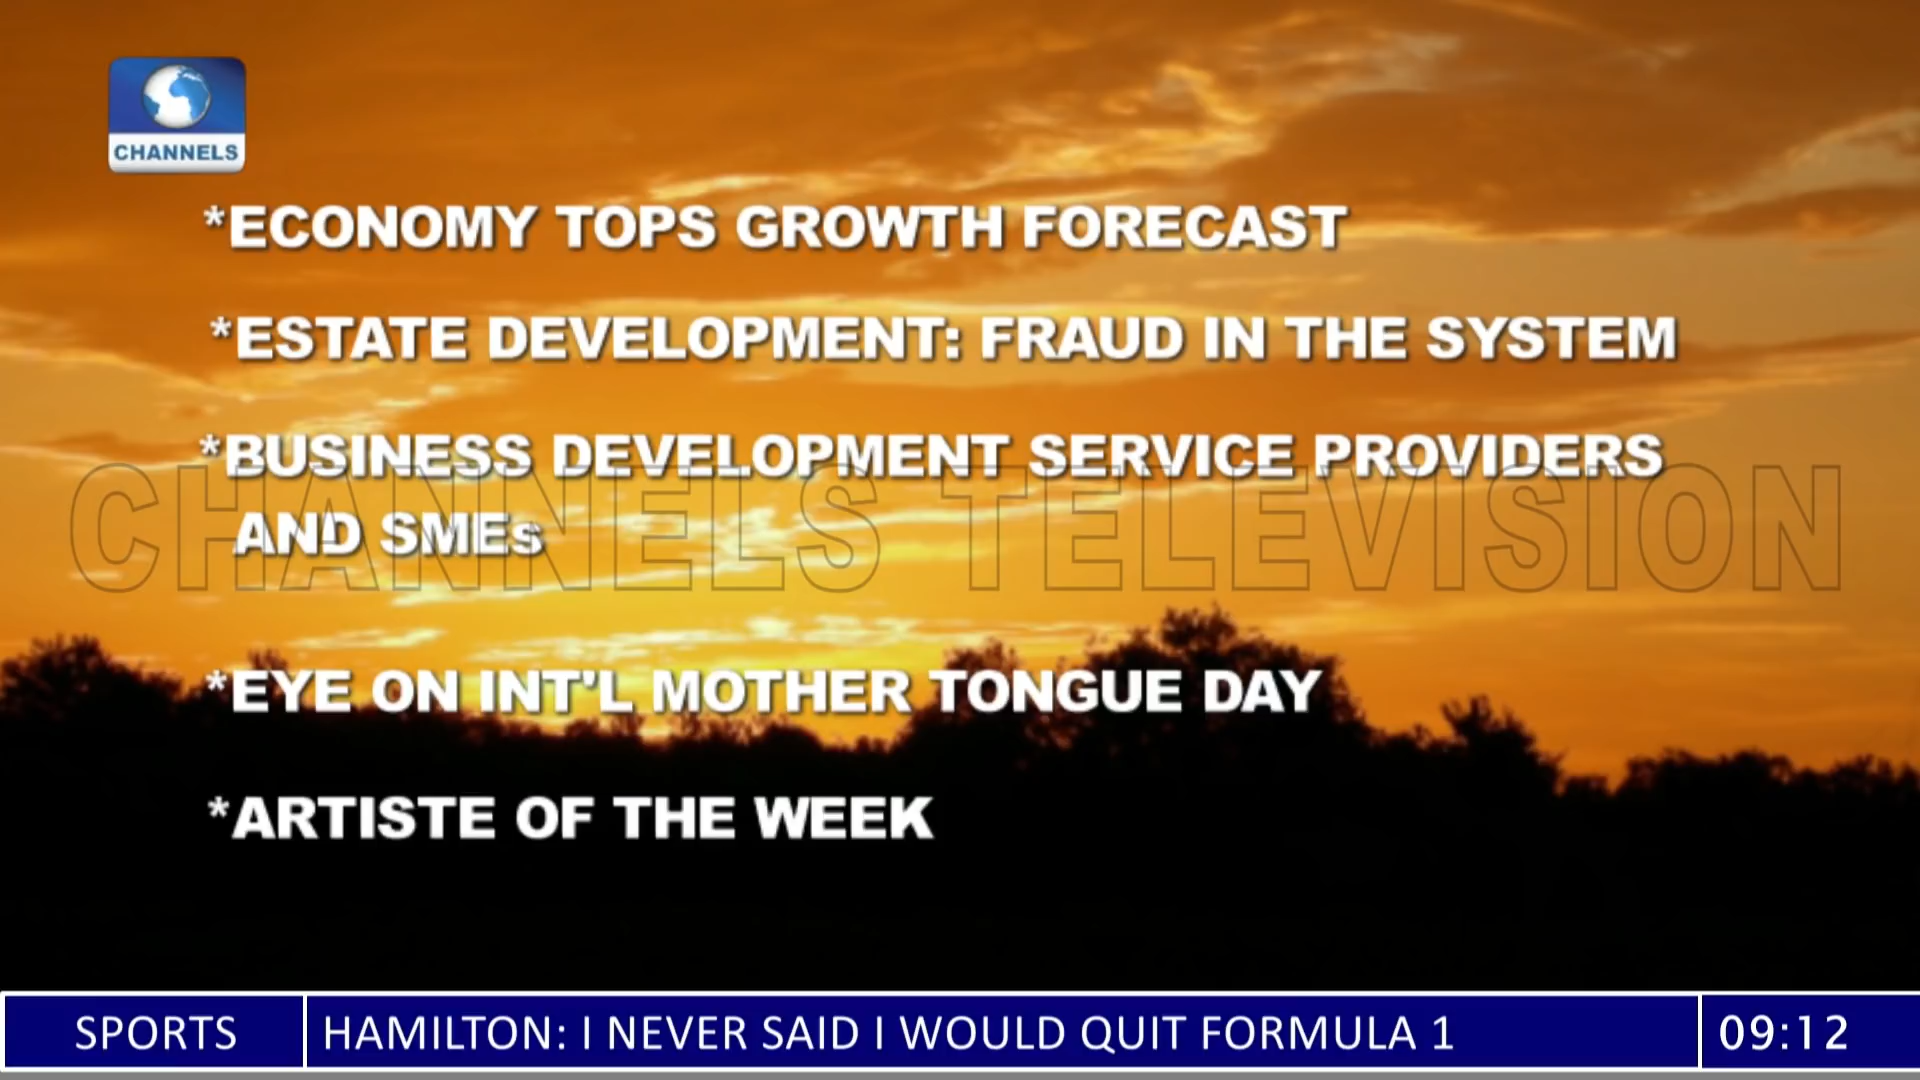 CHANNELS
*ECONOMY TOPS GROWTH FORECAST
*ESTATE DEVELOPMENT: FRAUD IN THE SYSTEM
*BUSINESS DEVELOPMENT SERVICE PROVIDERS
AND SMEs
CHANNELS TELEVISION
*EYE ON INT'L MOTHER TONGUE DAY
*ARTISTE OF THE WEEK
SPORTS
HAMILTON: I NEVER SAID I WOULD QUIT FORMULA 1
09:12